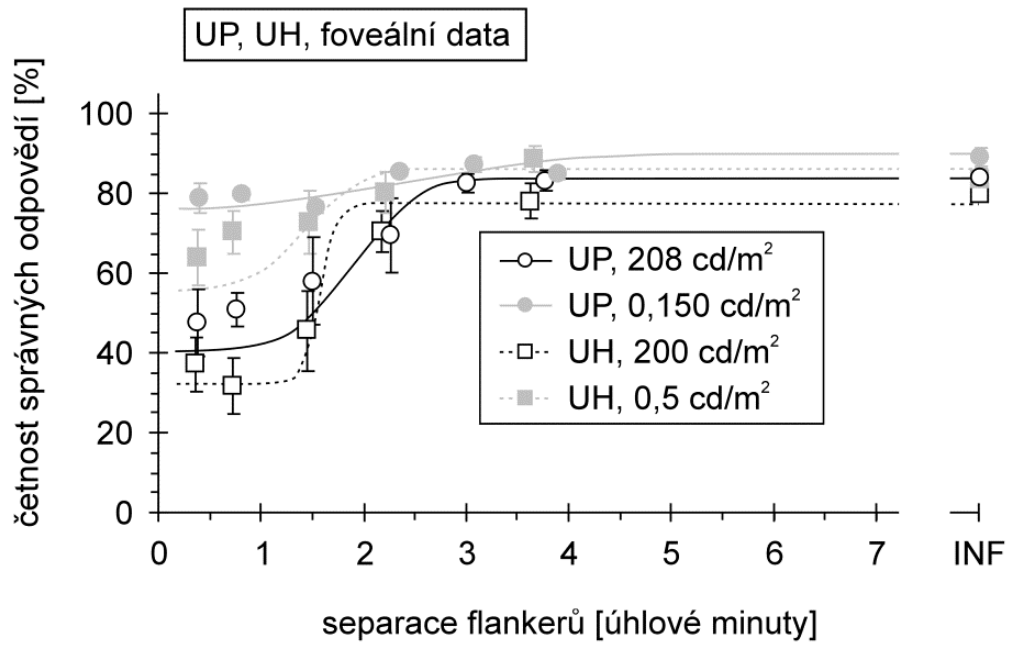 UP, UH, foveální data
četnost správných odpovědí [%]
100
80
60
40
20
0
UP, 208 cd/m²
UP, 0,150 cd/m²
UH, 200 cd/m²
UH, 0,5 cd/m²
0 1 2 3 4 5 6 7 INF
separace flankerů [úhlové minuty]